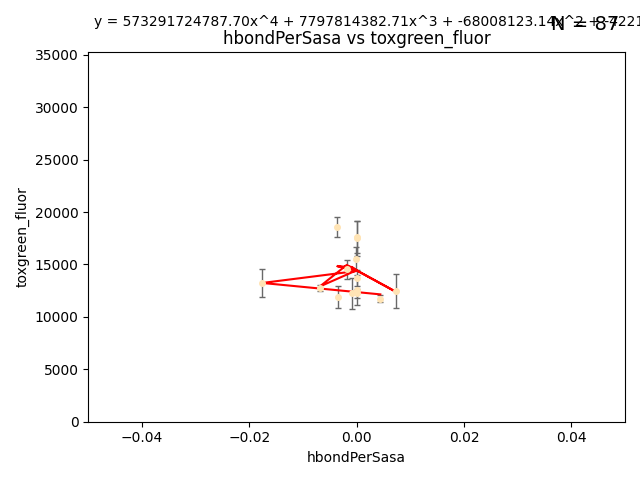 y = 573291724787.70x^4 + 7797814382.71x^3 + -68008123.14x^2 +
N = 87
hbondPerSasa vs toxgreen_fluor
35000
30000
25000
20000
15000
10000
5000
0
toxgreen_fluor
−0.04 −0.02 0.00 0.02 0.04
hbondPerSasa